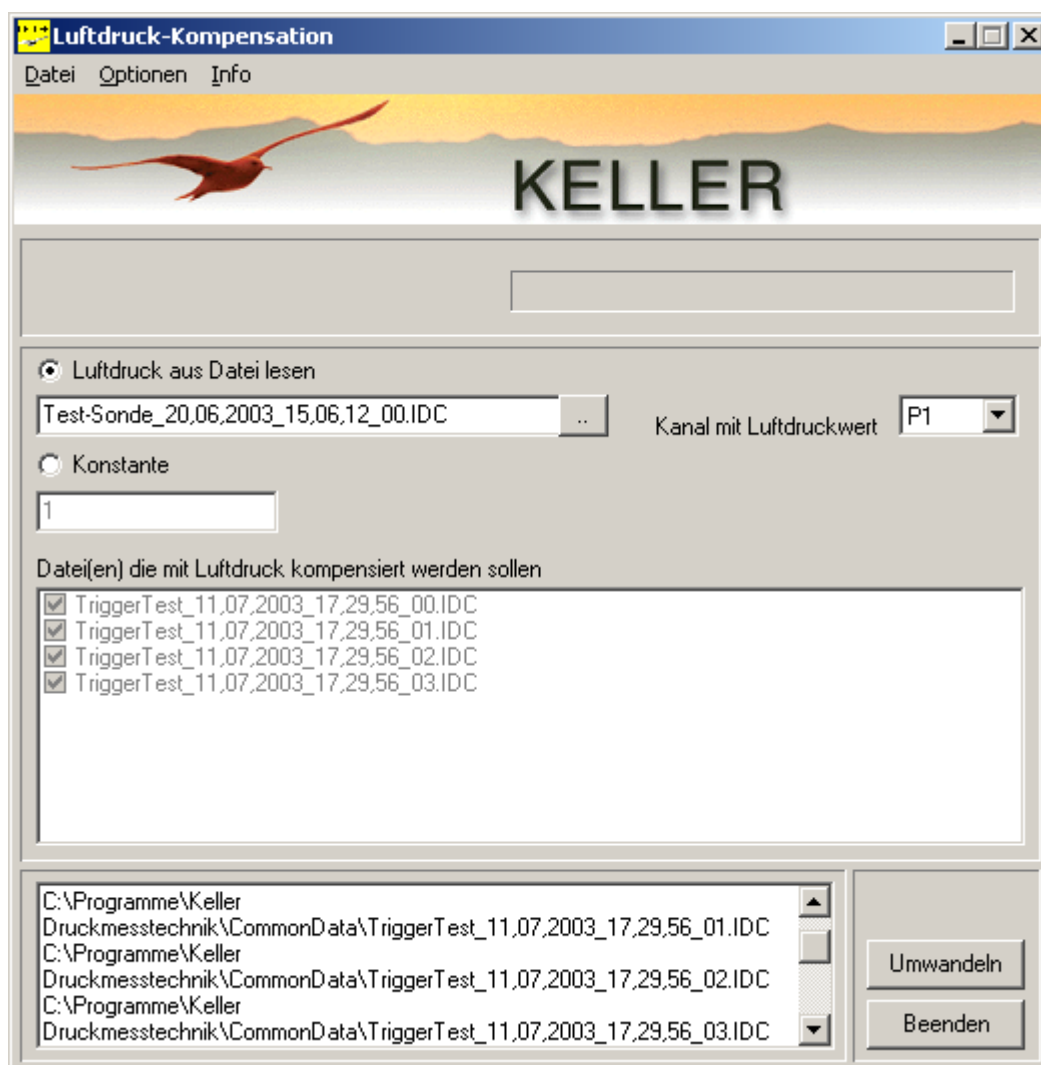 Luftdruck-Kompensation
Datei Optionen Info
KELLER
Luftdruck aus Datei lesen
Test-Sonde_20,06,2003_15,06,12_00.IDC ..
Kanal mit Luftdruckwert P1
Konstante
1
Datei(en) die mit Luftdruck kompensiert werden sollen
TriggerTest_11,07,2003_17,29,56_00.IDC
TriggerTest_11,07,2003_17,29,56_01.IDC
TriggerTest_11,07,2003_17,29,56_02.IDC
TriggerTest_11,07,2003_17,29,56_03.IDC
C:\Programme\Keller
Druckmesstechnik\CommonData\TriggerTest_11,07,2003_17,29,56_01.IDC
C:\Programme\Keller
Druckmesstechnik\CommonData\TriggerTest_11,07,2003_17,29,56_02.IDC
C:\Programme\Keller
Druckmesstechnik\CommonData\TriggerTest_11,07,2003_17,29,56_03.IDC
Umwandeln
Beenden